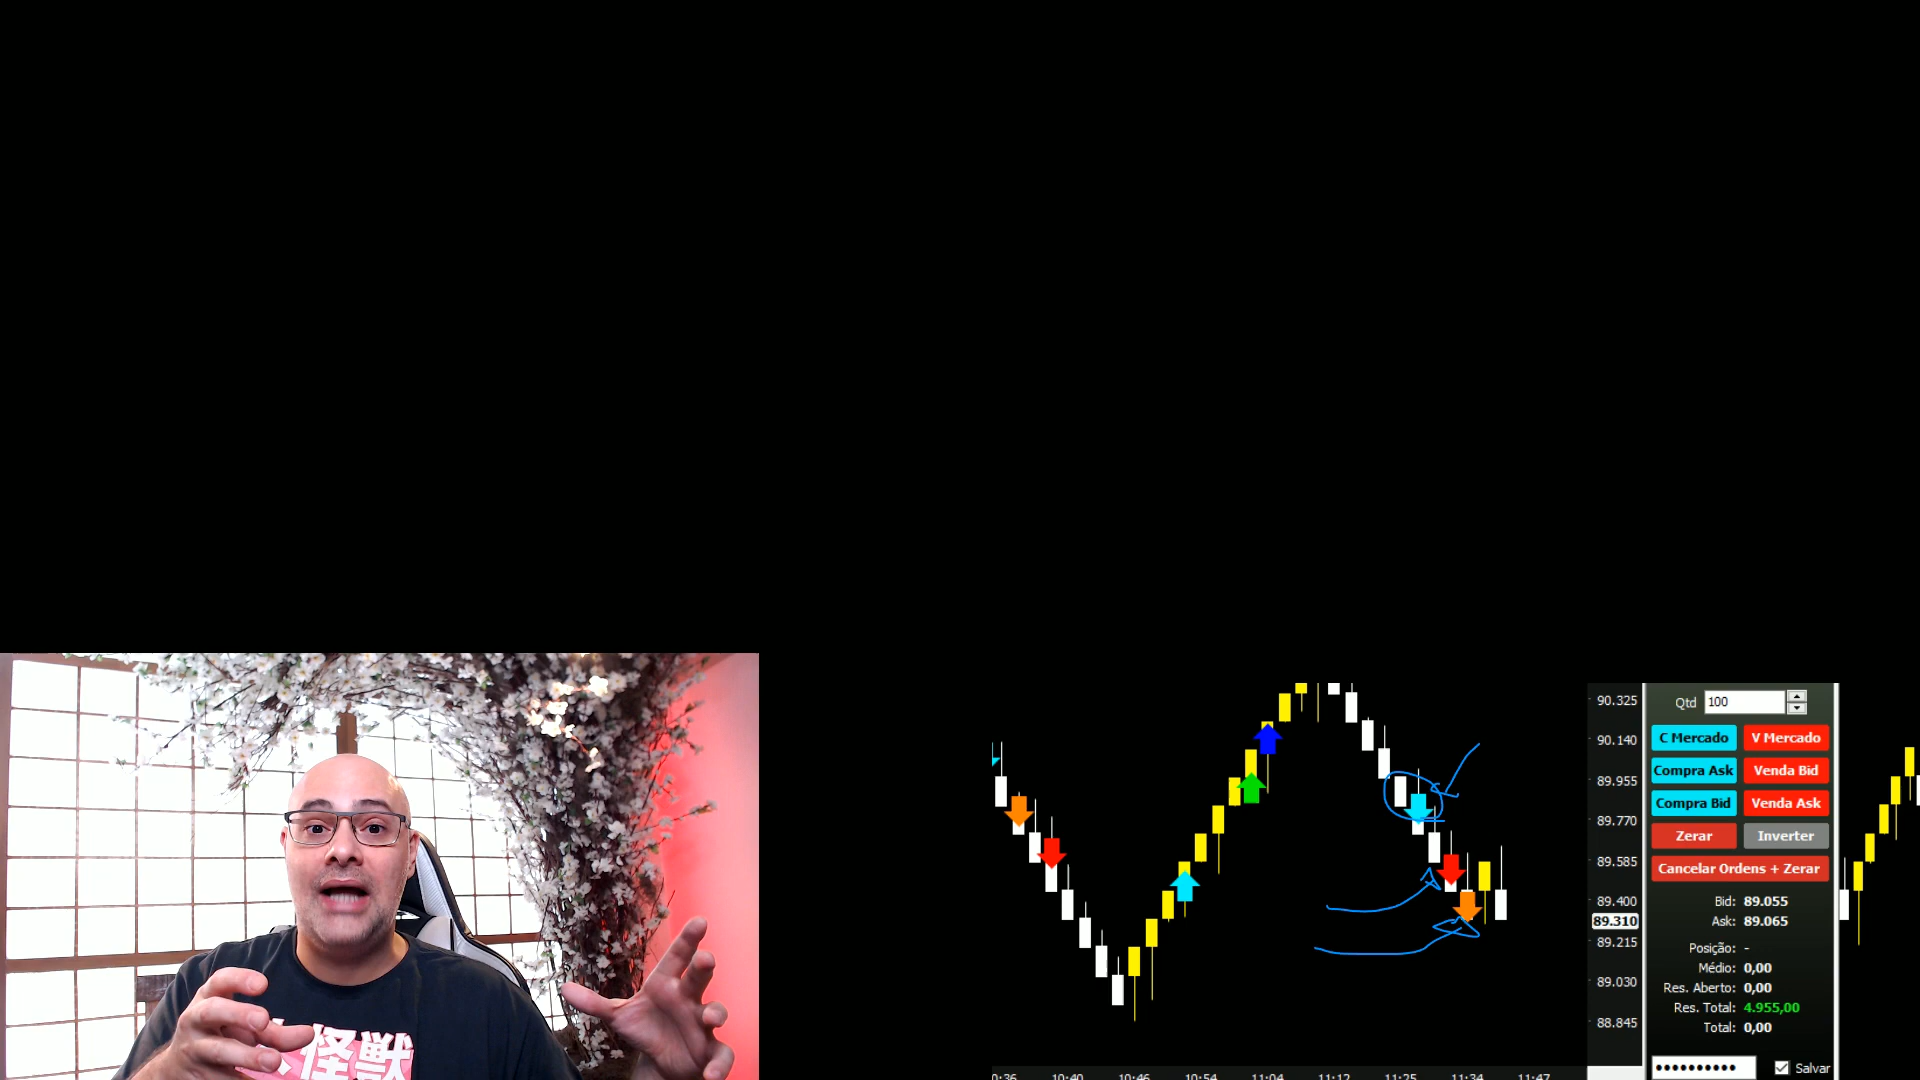 怪獣
90.325
90.140
89.955
89.770
89.585
89.400
89.310
89.215
89.030
88.845
10:40
10:46
10:54
11:04
11:12
11:25
11:34
11:47
Qtd 100
C Mercado V Mercado
Compra Ask Venda Bid
Compra Bid Venda Ask
Zerar Inverter
Cancelar Ordens + Zerar
Bid: 89.055
Ask: 89.065
Posição: -
Médio: 0,00
Res. Aberto: 0,00
Res. Total: 4.955,00
Total: 0,00
•••••••••• Salvar